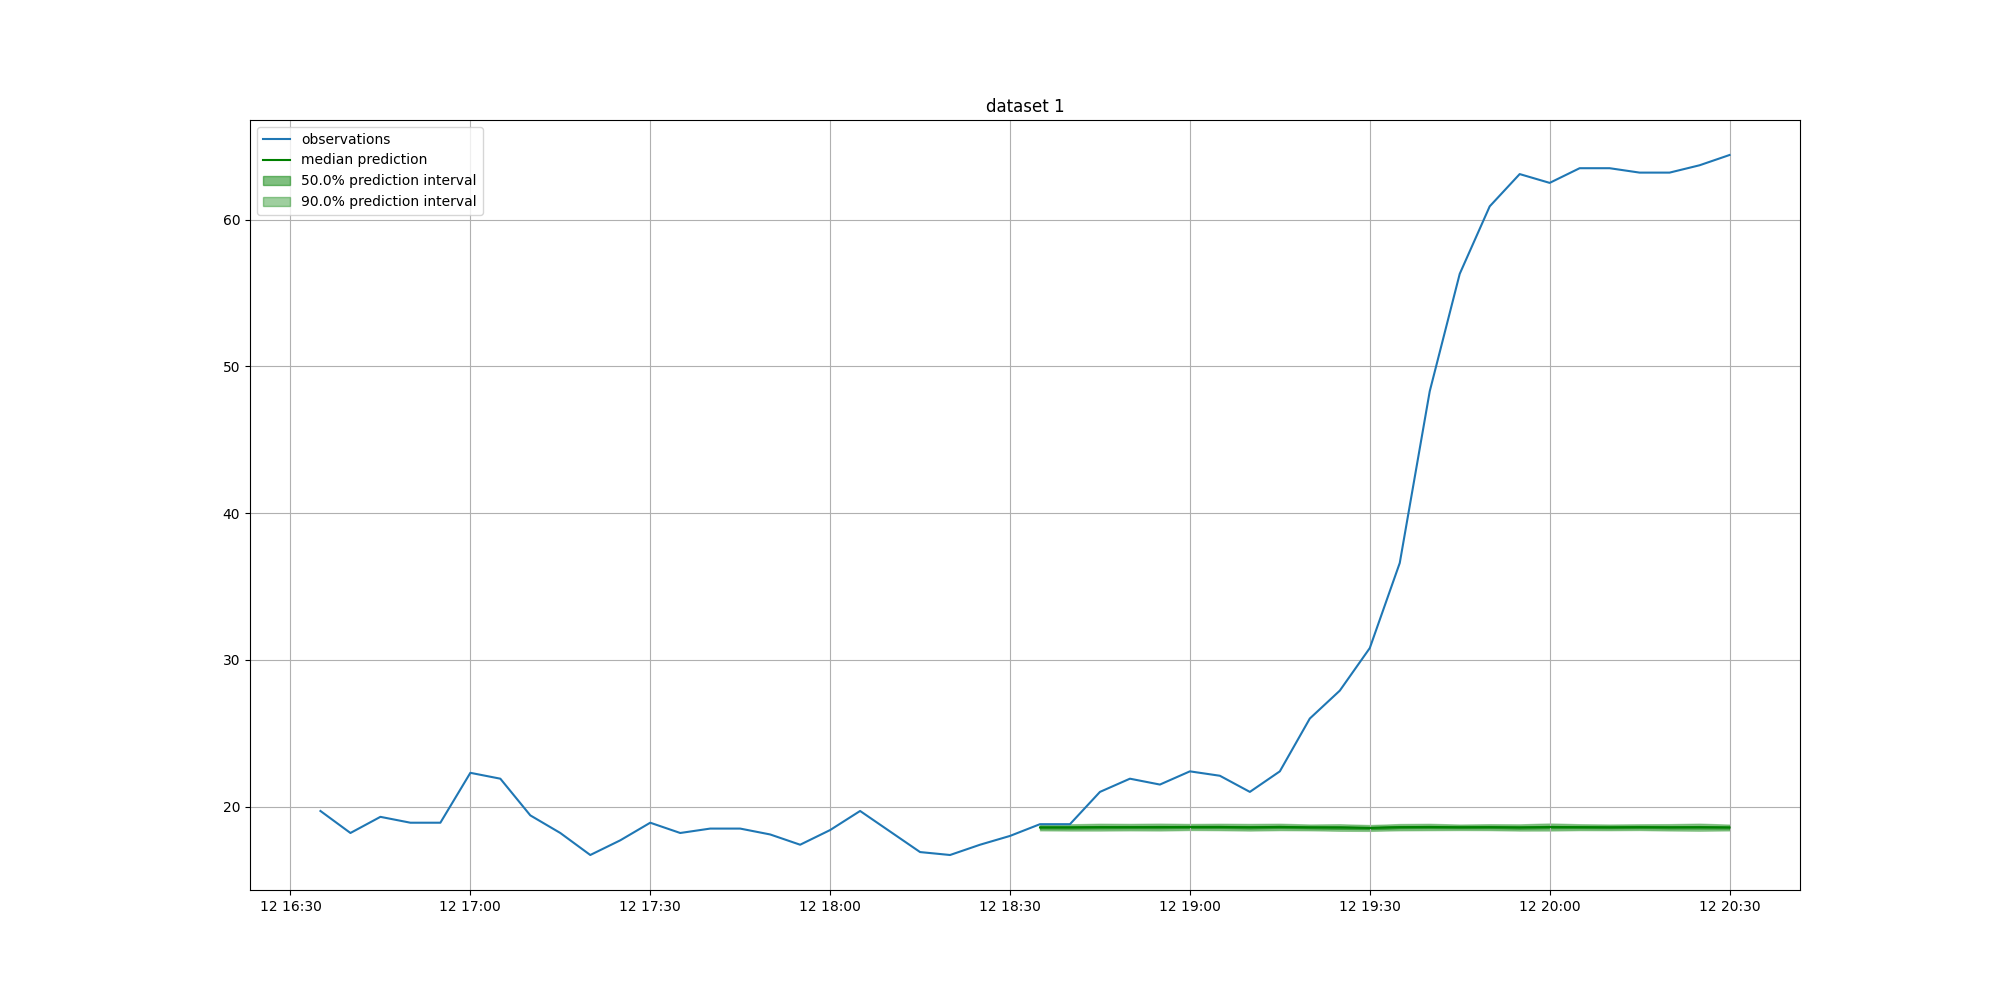 dataset 1
observations
median prediction
50.0% prediction interval
90.0% prediction interval
60
50
40
30
20
12 16:30 12 17:00 12 17:30 12 18:00 12 18:30 12 19:00 12 19:30 12 20:00 12 20:30